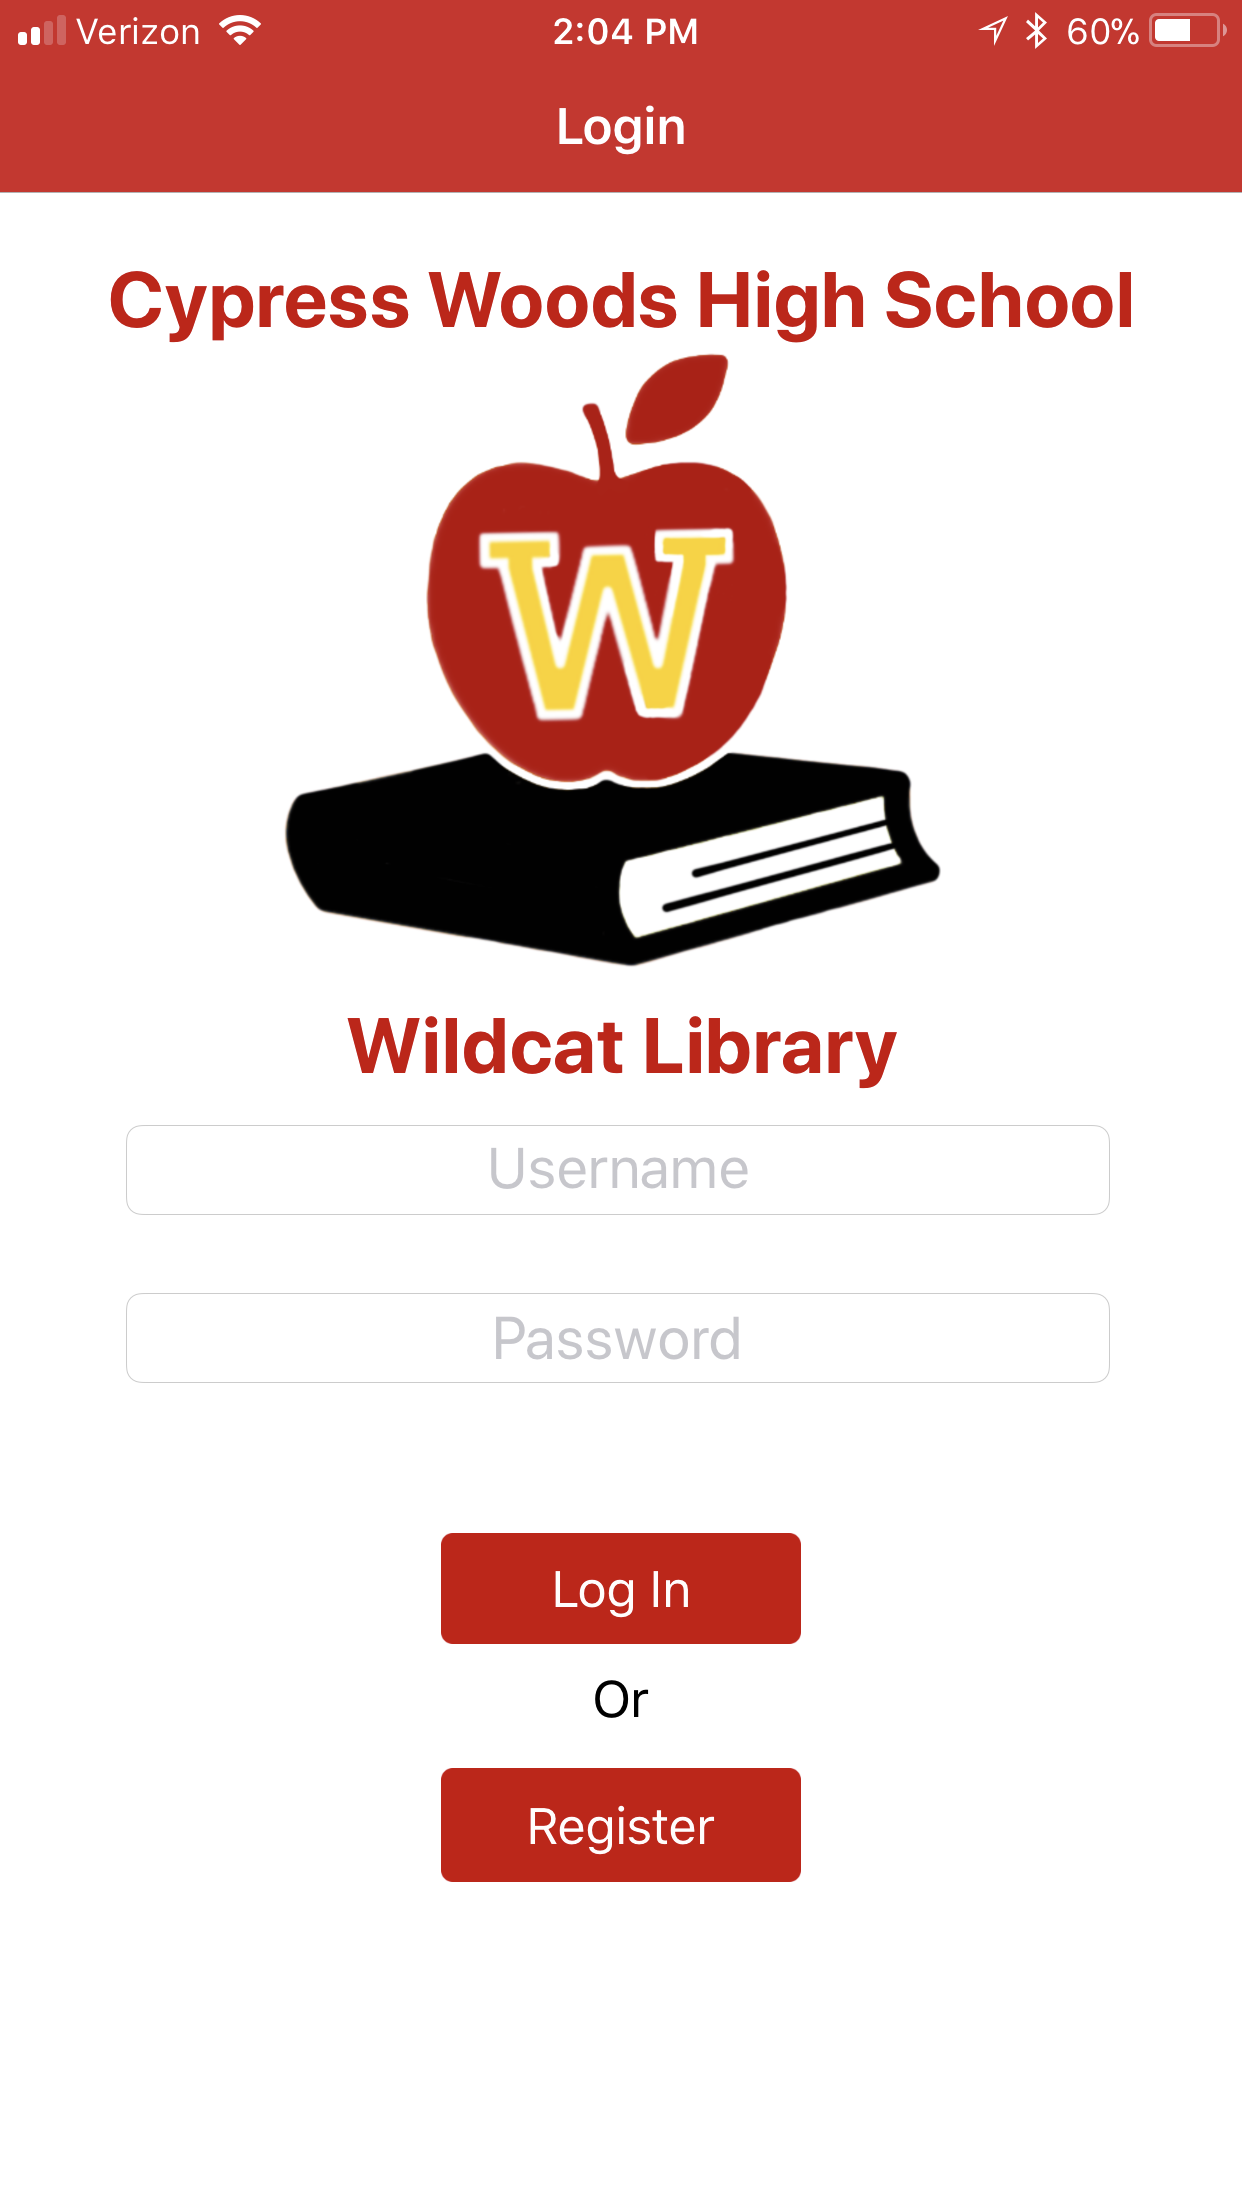 Verizon 2:04 PM 60%
Login
Cypress Woods High School
W
Wildcat Library
Username
Password
Log In
Or
Register